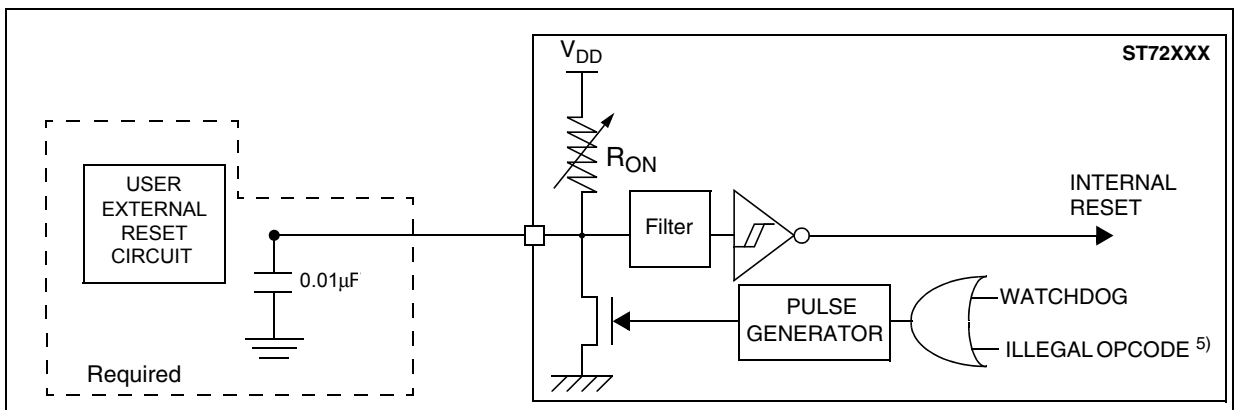 V_DD
ST72XXX
R_ON
USER
EXTERNAL
RESET
CIRCUIT
0.01µF
Required
Filter
INTERNAL
RESET
PULSE
GENERATOR
WATCHDOG
ILLEGAL OPCODE 5)